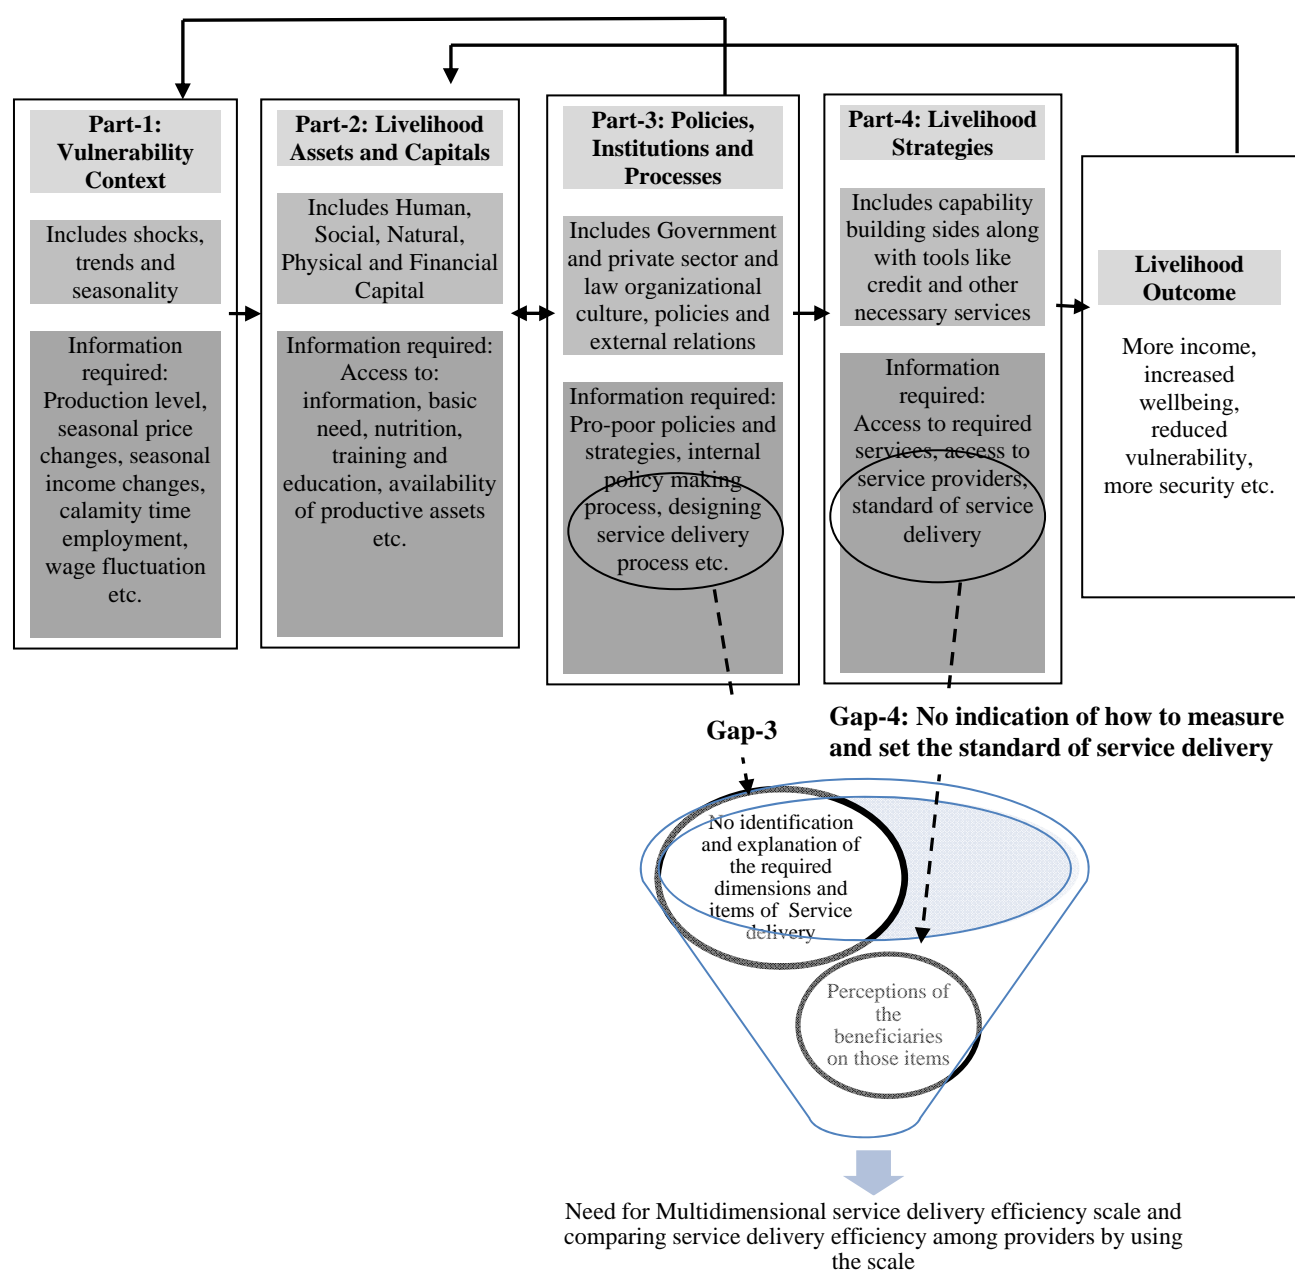 Part-1:
Vulnerability
Context
Includes shocks,
trends and
seasonality
Information
required:
Production level,
seasonal price
changes, seasonal
income changes,
calamity time
employment,
wage fluctuation
etc.
Part-2: Livelihood
Assets and Capitals
Includes Human,
Social, Natural,
Physical and Financial
Capital
Information required:
Access to:
information, basic
need, nutrition,
training and
education, availability
of productive assets
etc.
Part-3: Policies,
Institutions and
Processes
Includes Government
and private sector and
law organizational
culture, policies and
external relations
Information required:
Pro-poor policies and
strategies, internal
policy making
process, designing
service delivery
process etc.
Part-4: Livelihood
Strategies
Includes capability
building sides along
with tools like
credit and other
necessary services
Information
required:
Access to required
services, access to
service providers,
standard of service
delivery
Livelihood
Outcome
More income,
increased
wellbeing,
reduced
vulnerability,
more security etc.
Gap-3
Gap-4: No indication of how to measure
and set the standard of service delivery
No identification
and explanation of
the required
dimensions and
items of Service
delivery
Perceptions of
the
beneficiaries
on those items
Need for Multidimensional service delivery efficiency scale and
comparing service delivery efficiency among providers by using
the scale